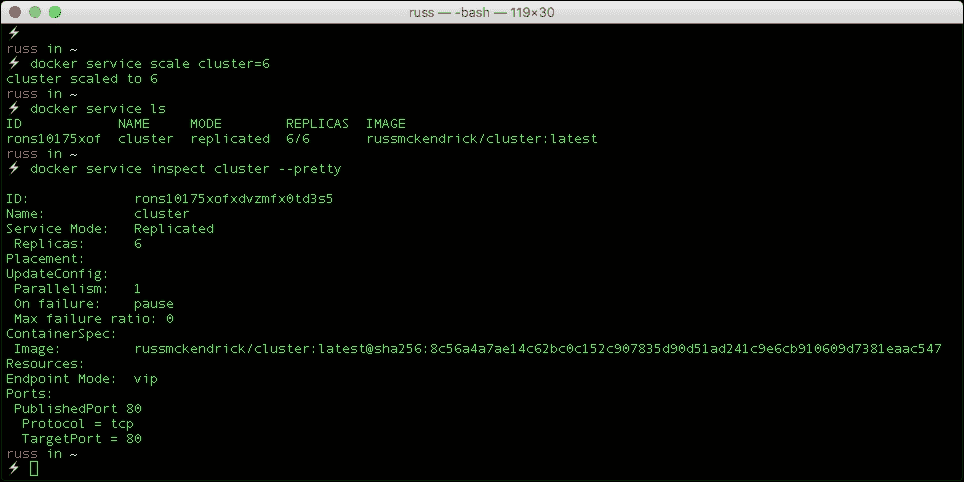 russ — -bash — 119×30
⚡
russ in ~
⚡ docker service scale cluster=6
cluster scaled to 6
russ in ~
⚡ docker service ls
ID            NAME     MODE        REPLICAS  IMAGE
rons10175xof  cluster  replicated  6/6       russmckendrick/cluster:latest
russ in ~
⚡ docker service inspect cluster --pretty
ID:             rons10175xofxdvzmfx0td3s5
Name:           cluster
Service Mode:   Replicated
 Replicas:      6
Placement:
UpdateConfig:
 Parallelism:   1
 On failure:    pause
 Max failure ratio: 0
ContainerSpec:
 Image:         russmckendrick/cluster:latest@sha256:8c56a4a7ae14c62bc0c152c907835d90d51ad241c9e6cb910609d7381eaac547
Resources:
Endpoint Mode:  vip
Ports:
 PublishedPort 80
  Protocol = tcp
  TargetPort = 80
russ in ~
⚡